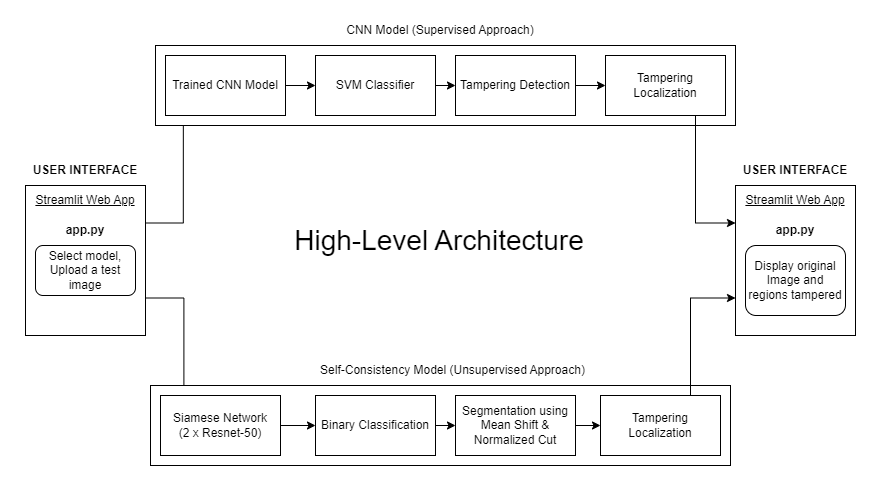 CNN Model (Supervised Approach)
Trained CNN Model
SVM Classifier
Tampering Detection
Tampering
Localization
USER INTERFACE
Streamlit Web App
app.py
Select model,
Upload a test
image
High-Level Architecture
USER INTERFACE
Streamlit Web App
app.py
Display original
Image and
regions tampered
Self-Consistency Model (Unsupervised Approach)
Siamese Network
(2 x Resnet-50)
Binary Classification
Segmentation using
Mean Shift &
Normalized Cut
Tampering
Localization